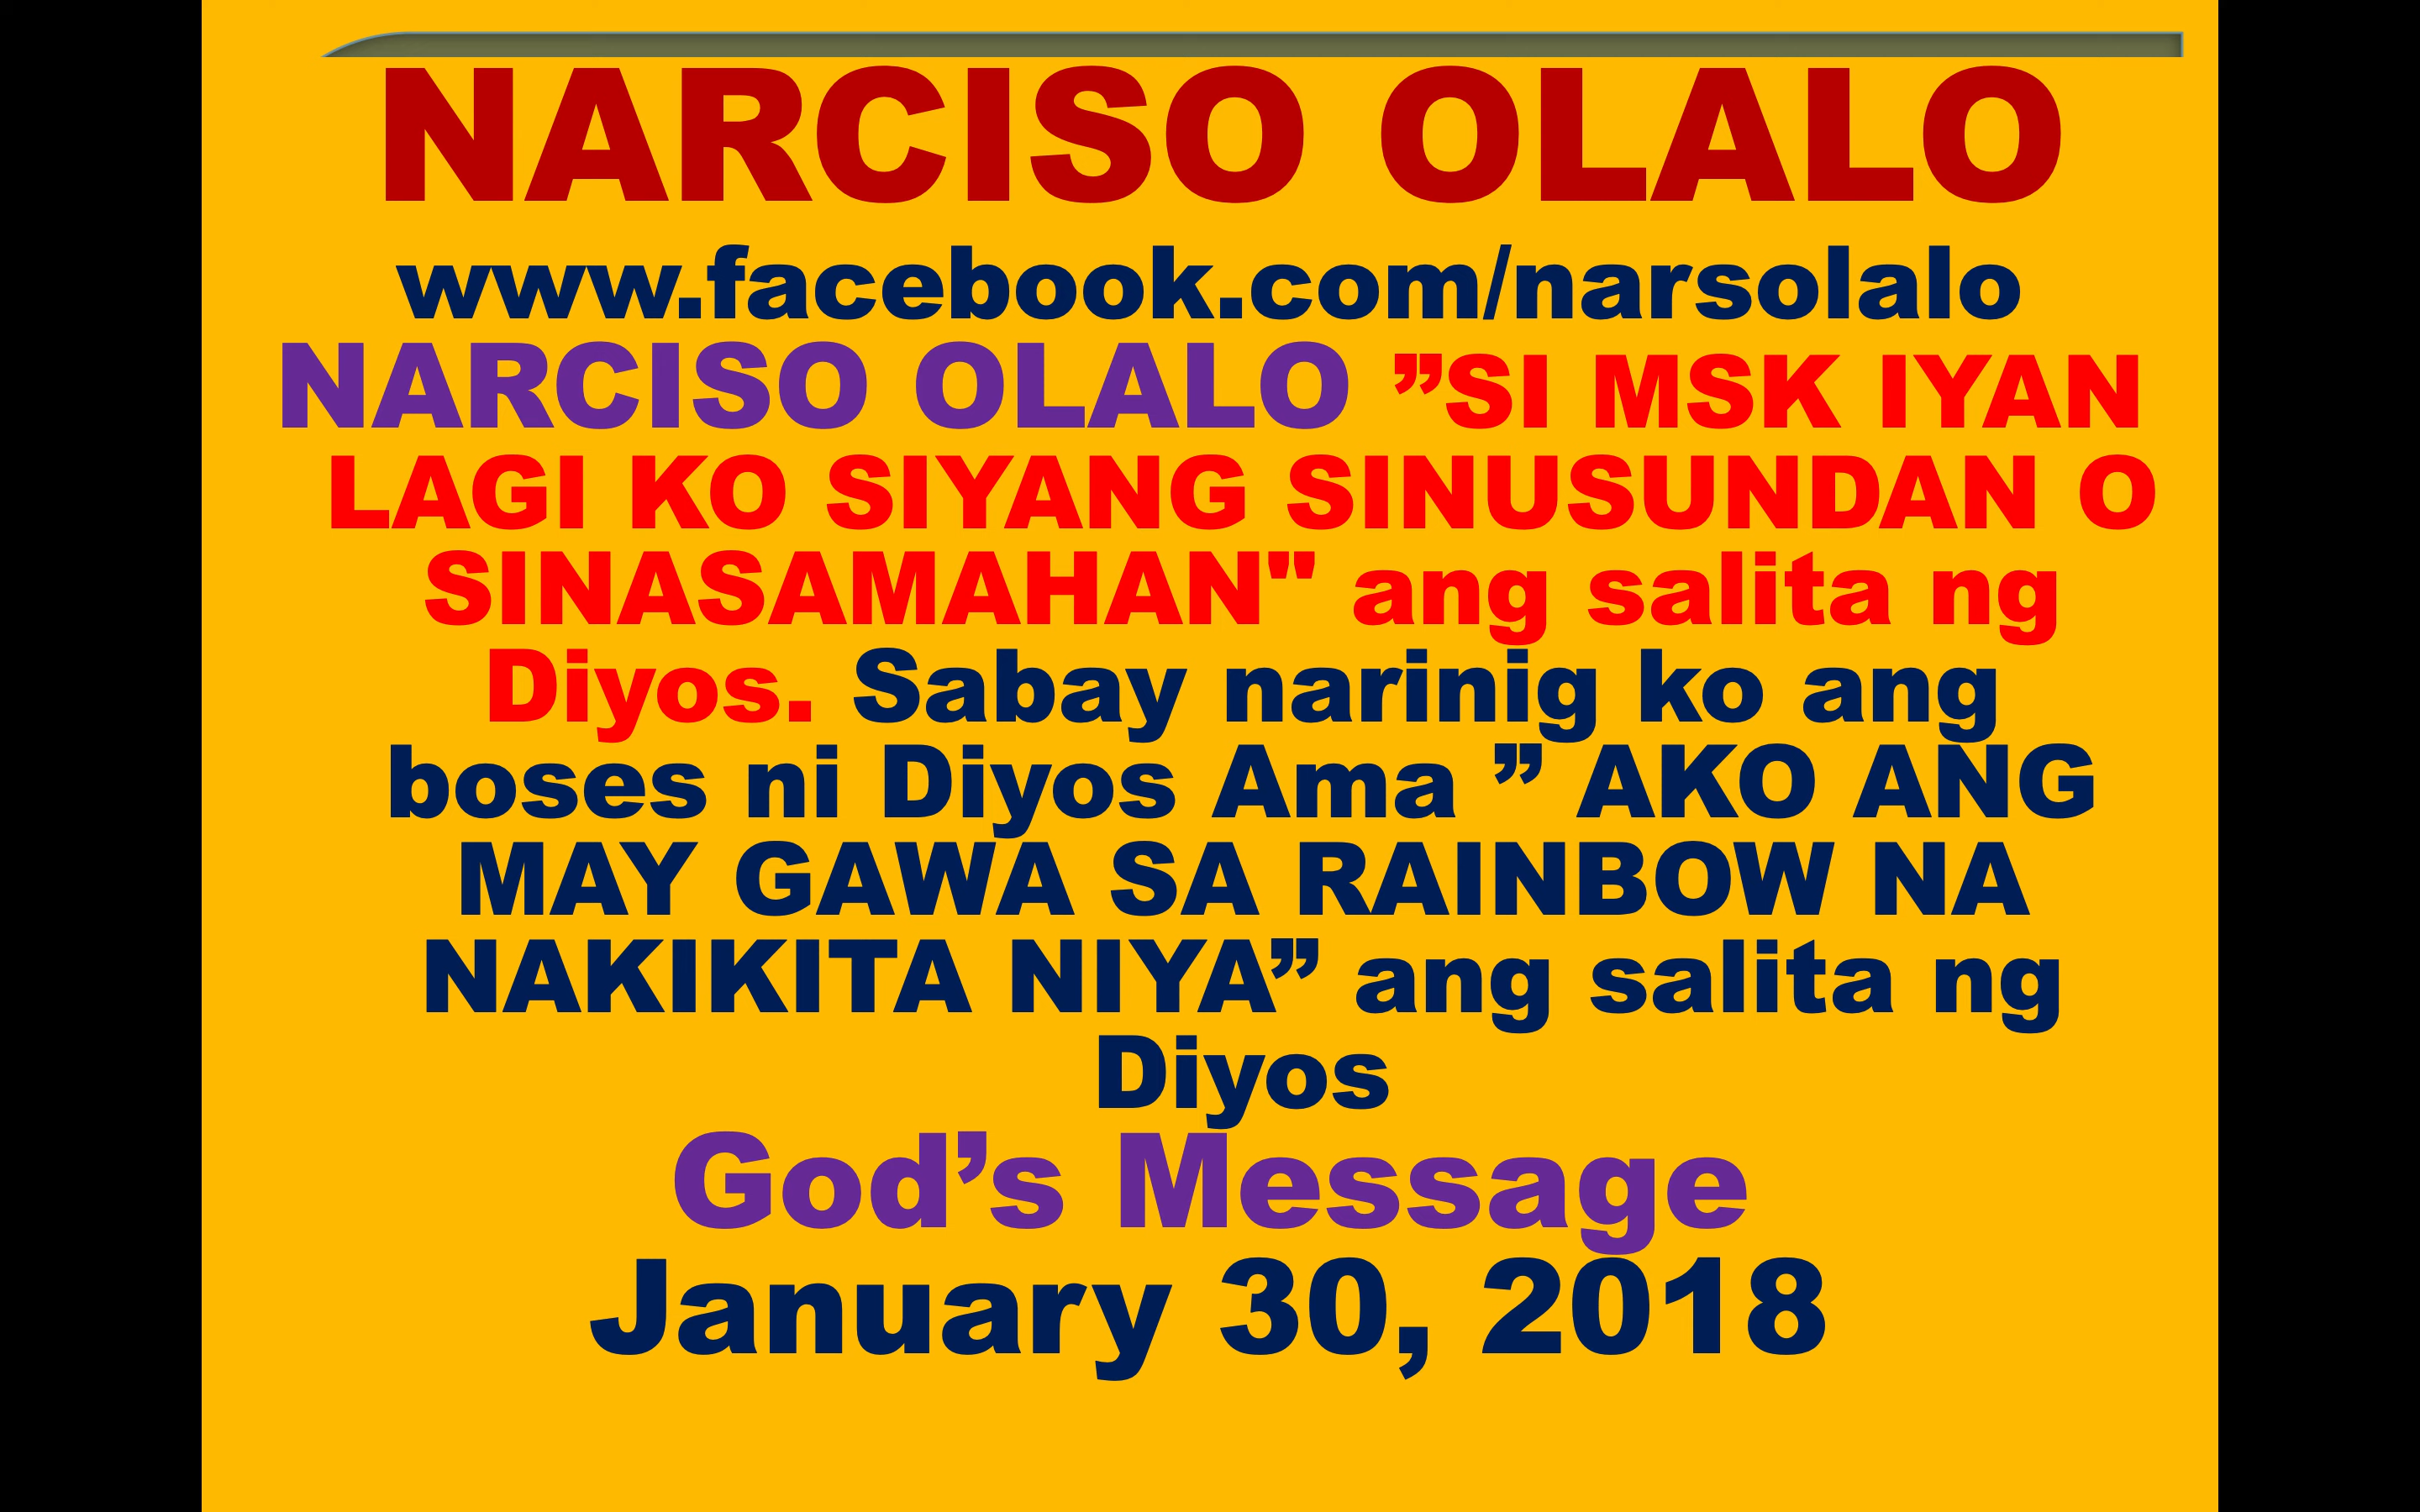 NARCISO OLALO
www.facebook.com/narsolalo
NARCISO OLALO ”SI MSK IYAN
LAGI KO SIYANG SINUSUNDAN O
SINASAMAHAN" ang salita ng
Diyos. Sabay narinig ko ang
boses ni Diyos Ama ”AKO ANG
MAY GAWA SA RAINBOW NA
NAKIKITA NIYA” ang salita ng
Diyos
God’s Message
January 30, 2018